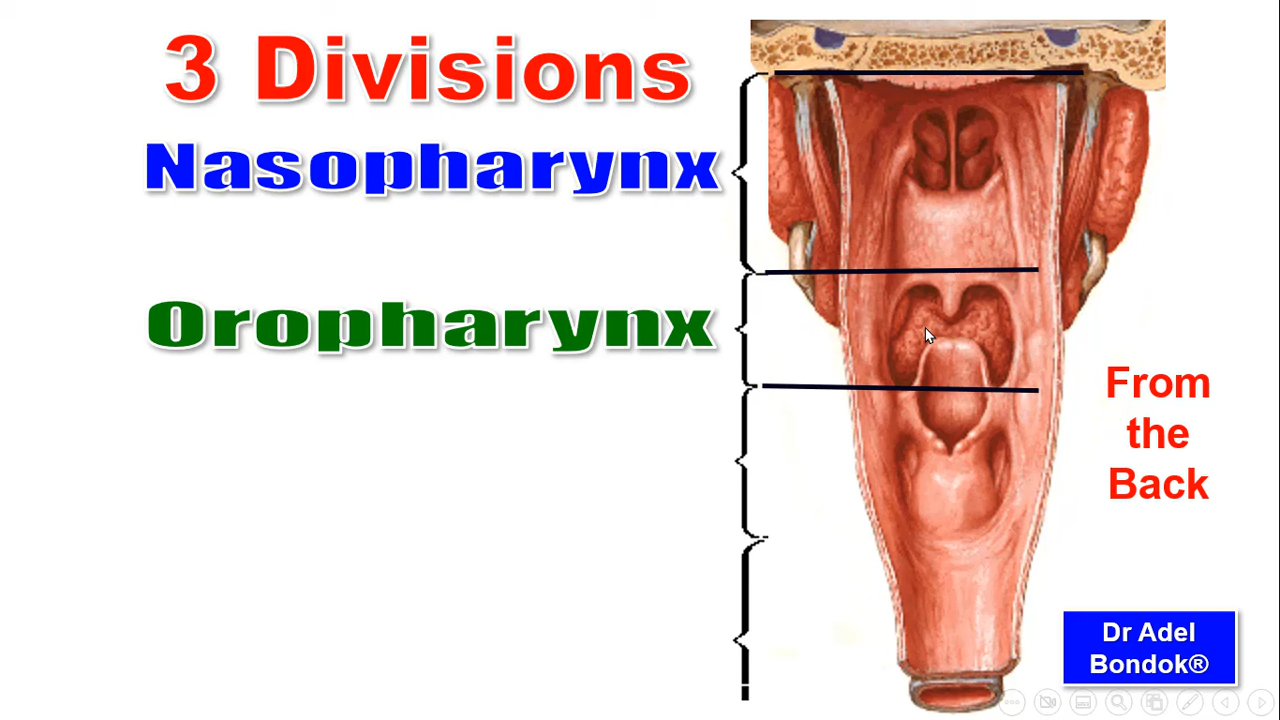 3 Divisions
Nasopharynx
Oropharynx
From
the
Back
Dr Adel
Bondok®